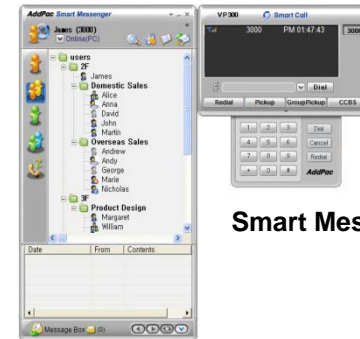 AddPac Smart Messenger
James (3000)
Online(PC)
users
2F
James
Domestic Sales
Alice
Anna
David
John
Martin
Overseas Sales
Andrew
Andy
George
Marie
Nicholas
3F
Product Design
Margaret
William
Date From Contents
Message Box (0)
VP300 Smart Call
3000 PM 01:47:43
3000
Dial
Redial Pickup GroupPickup CCBS
1 2 3 Dial
4 5 6 Cancel
7 8 9 Redial
* 0 #
AddPac
Smart Mes